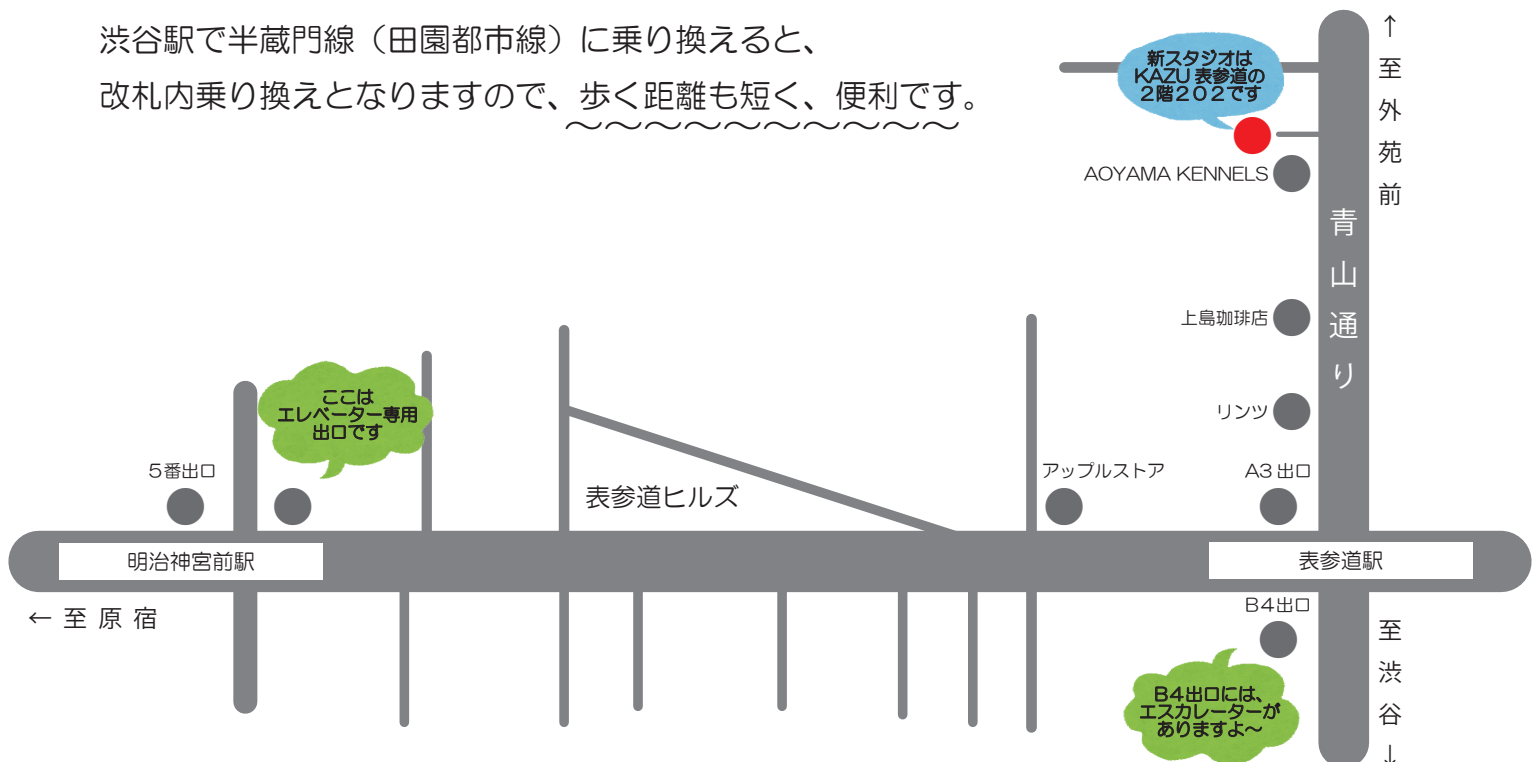 渋谷駅で半蔵門線（田園都市線）に乗り換えると、
改札内乗り換えとなりますので、歩く距離も短く、便利です。
〜〜〜〜〜〜〜〜〜〜
↑至外苑前
新スタジオは
KAZU 表参道の
2階202です
AOYAMA KENNELS
青山通り
上島珈琲店
リンツ
ここは
エレベーター専用
出口です
5番出口
表参道ヒルズ
アップルストア
A3 出口
明治神宮前駅
表参道駅
← 至 原 宿
B4出口
至渋谷↓
B4出口には、
エスカレーターが
ありますよ〜